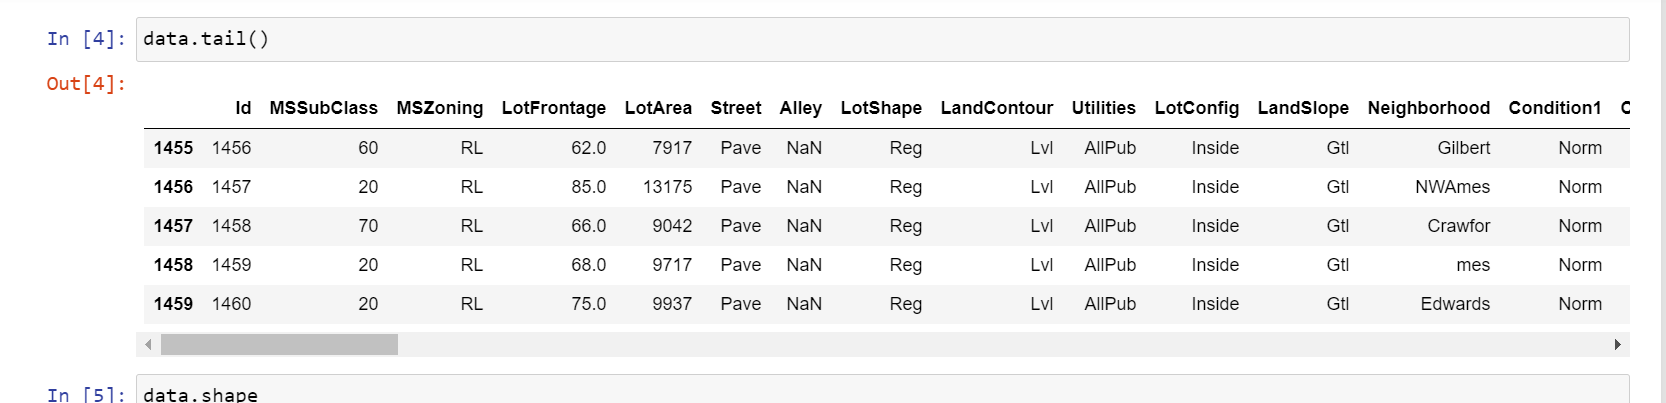 In [4]: data.tail()
Out[4]:
Id MSSubClass MSZoning LotFrontage LotArea Street Alley LotShape LandContour Utilities LotConfig LandSlope Neighborhood Condition1
1455 1456 60 RL 62.0 7917 Pave NaN Reg Lvl AllPub Inside Gtl Gilbert Norm
1456 1457 20 RL 85.0 13175 Pave NaN Reg Lvl AllPub Inside Gtl NWAmes Norm
1457 1458 70 RL 66.0 9042 Pave NaN Reg Lvl AllPub Inside Gtl Crawfor Norm
1458 1459 20 RL 68.0 9717 Pave NaN Reg Lvl AllPub Inside Gtl mes Norm
1459 1460 20 RL 75.0 9937 Pave NaN Reg Lvl AllPub Inside Gtl Edwards Norm
In [5]: data.shape